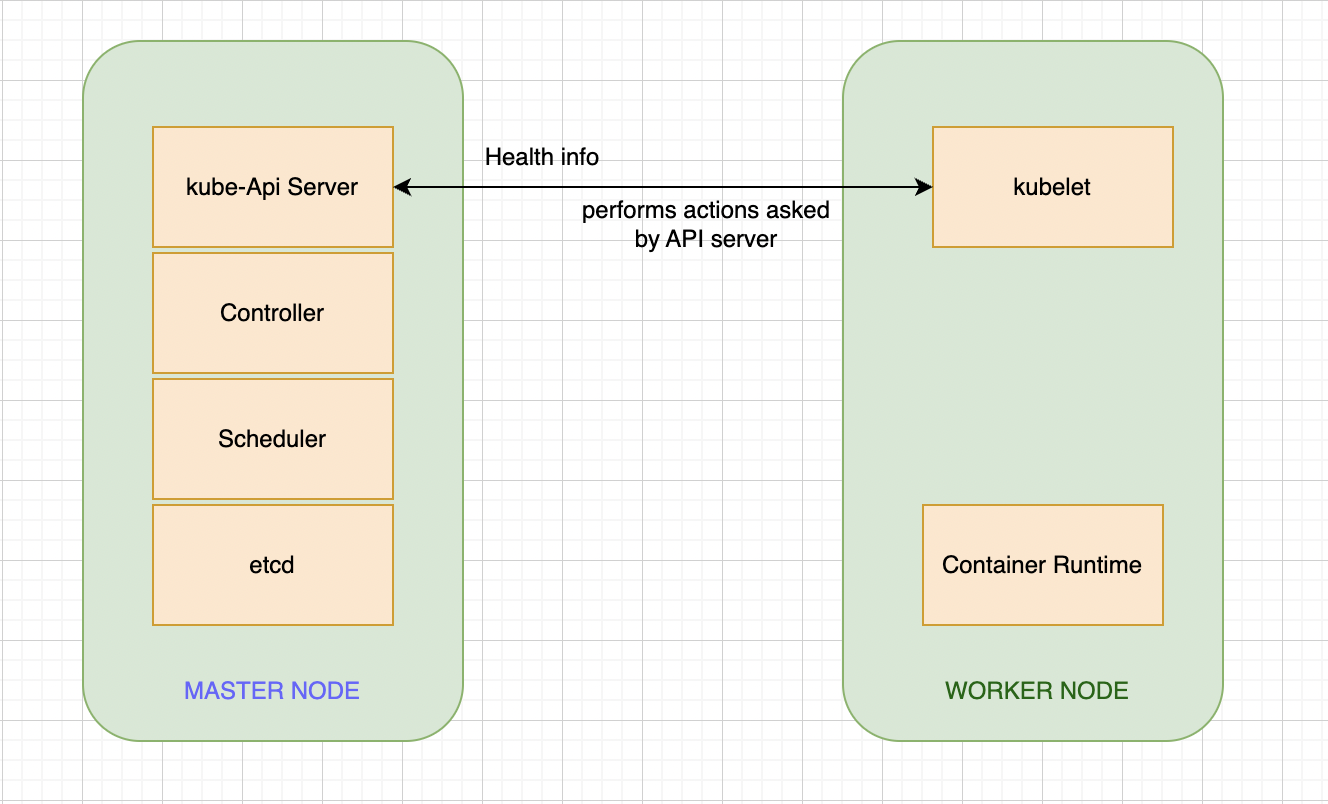 kube-Api Server
Health info
performs actions asked
by API server
kubelet
Controller
Scheduler
etcd
Container Runtime
MASTER NODE
WORKER NODE